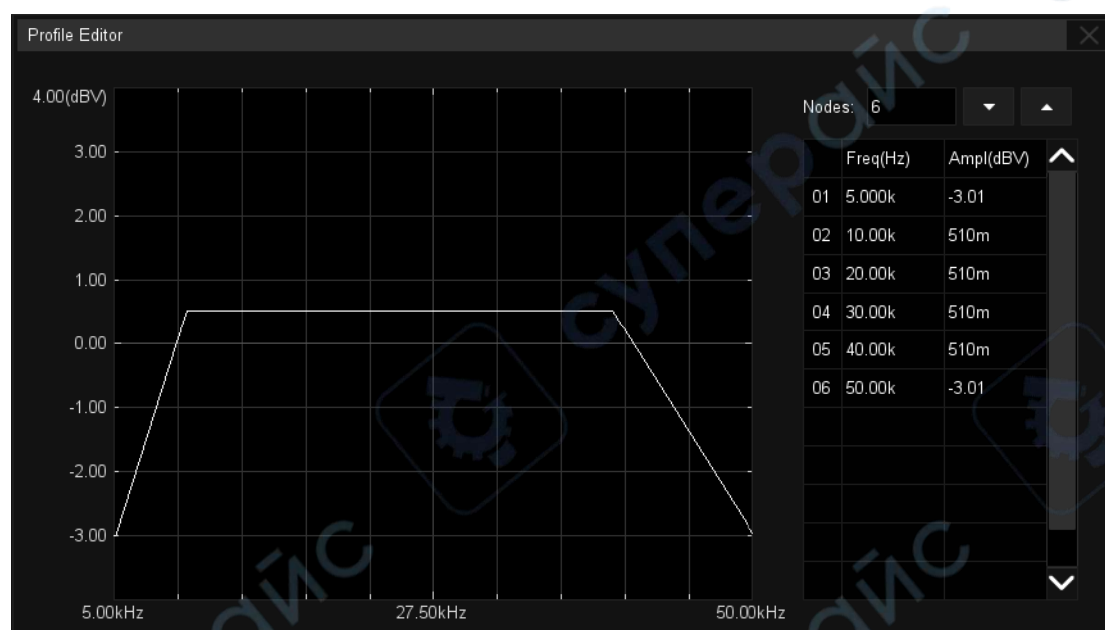 Profile Editor
4.00(dBV)
3.00
2.00
1.00
0.00
-1.00
-2.00
-3.00
5.00kHz 27.50kHz 50.00kHz
Nodes: 6
Freq(Hz) Ampl(dBV)
01 5.000k -3.01
02 10.00k 510m
03 20.00k 510m
04 30.00k 510m
05 40.00k 510m
06 50.00k -3.01
суперайс